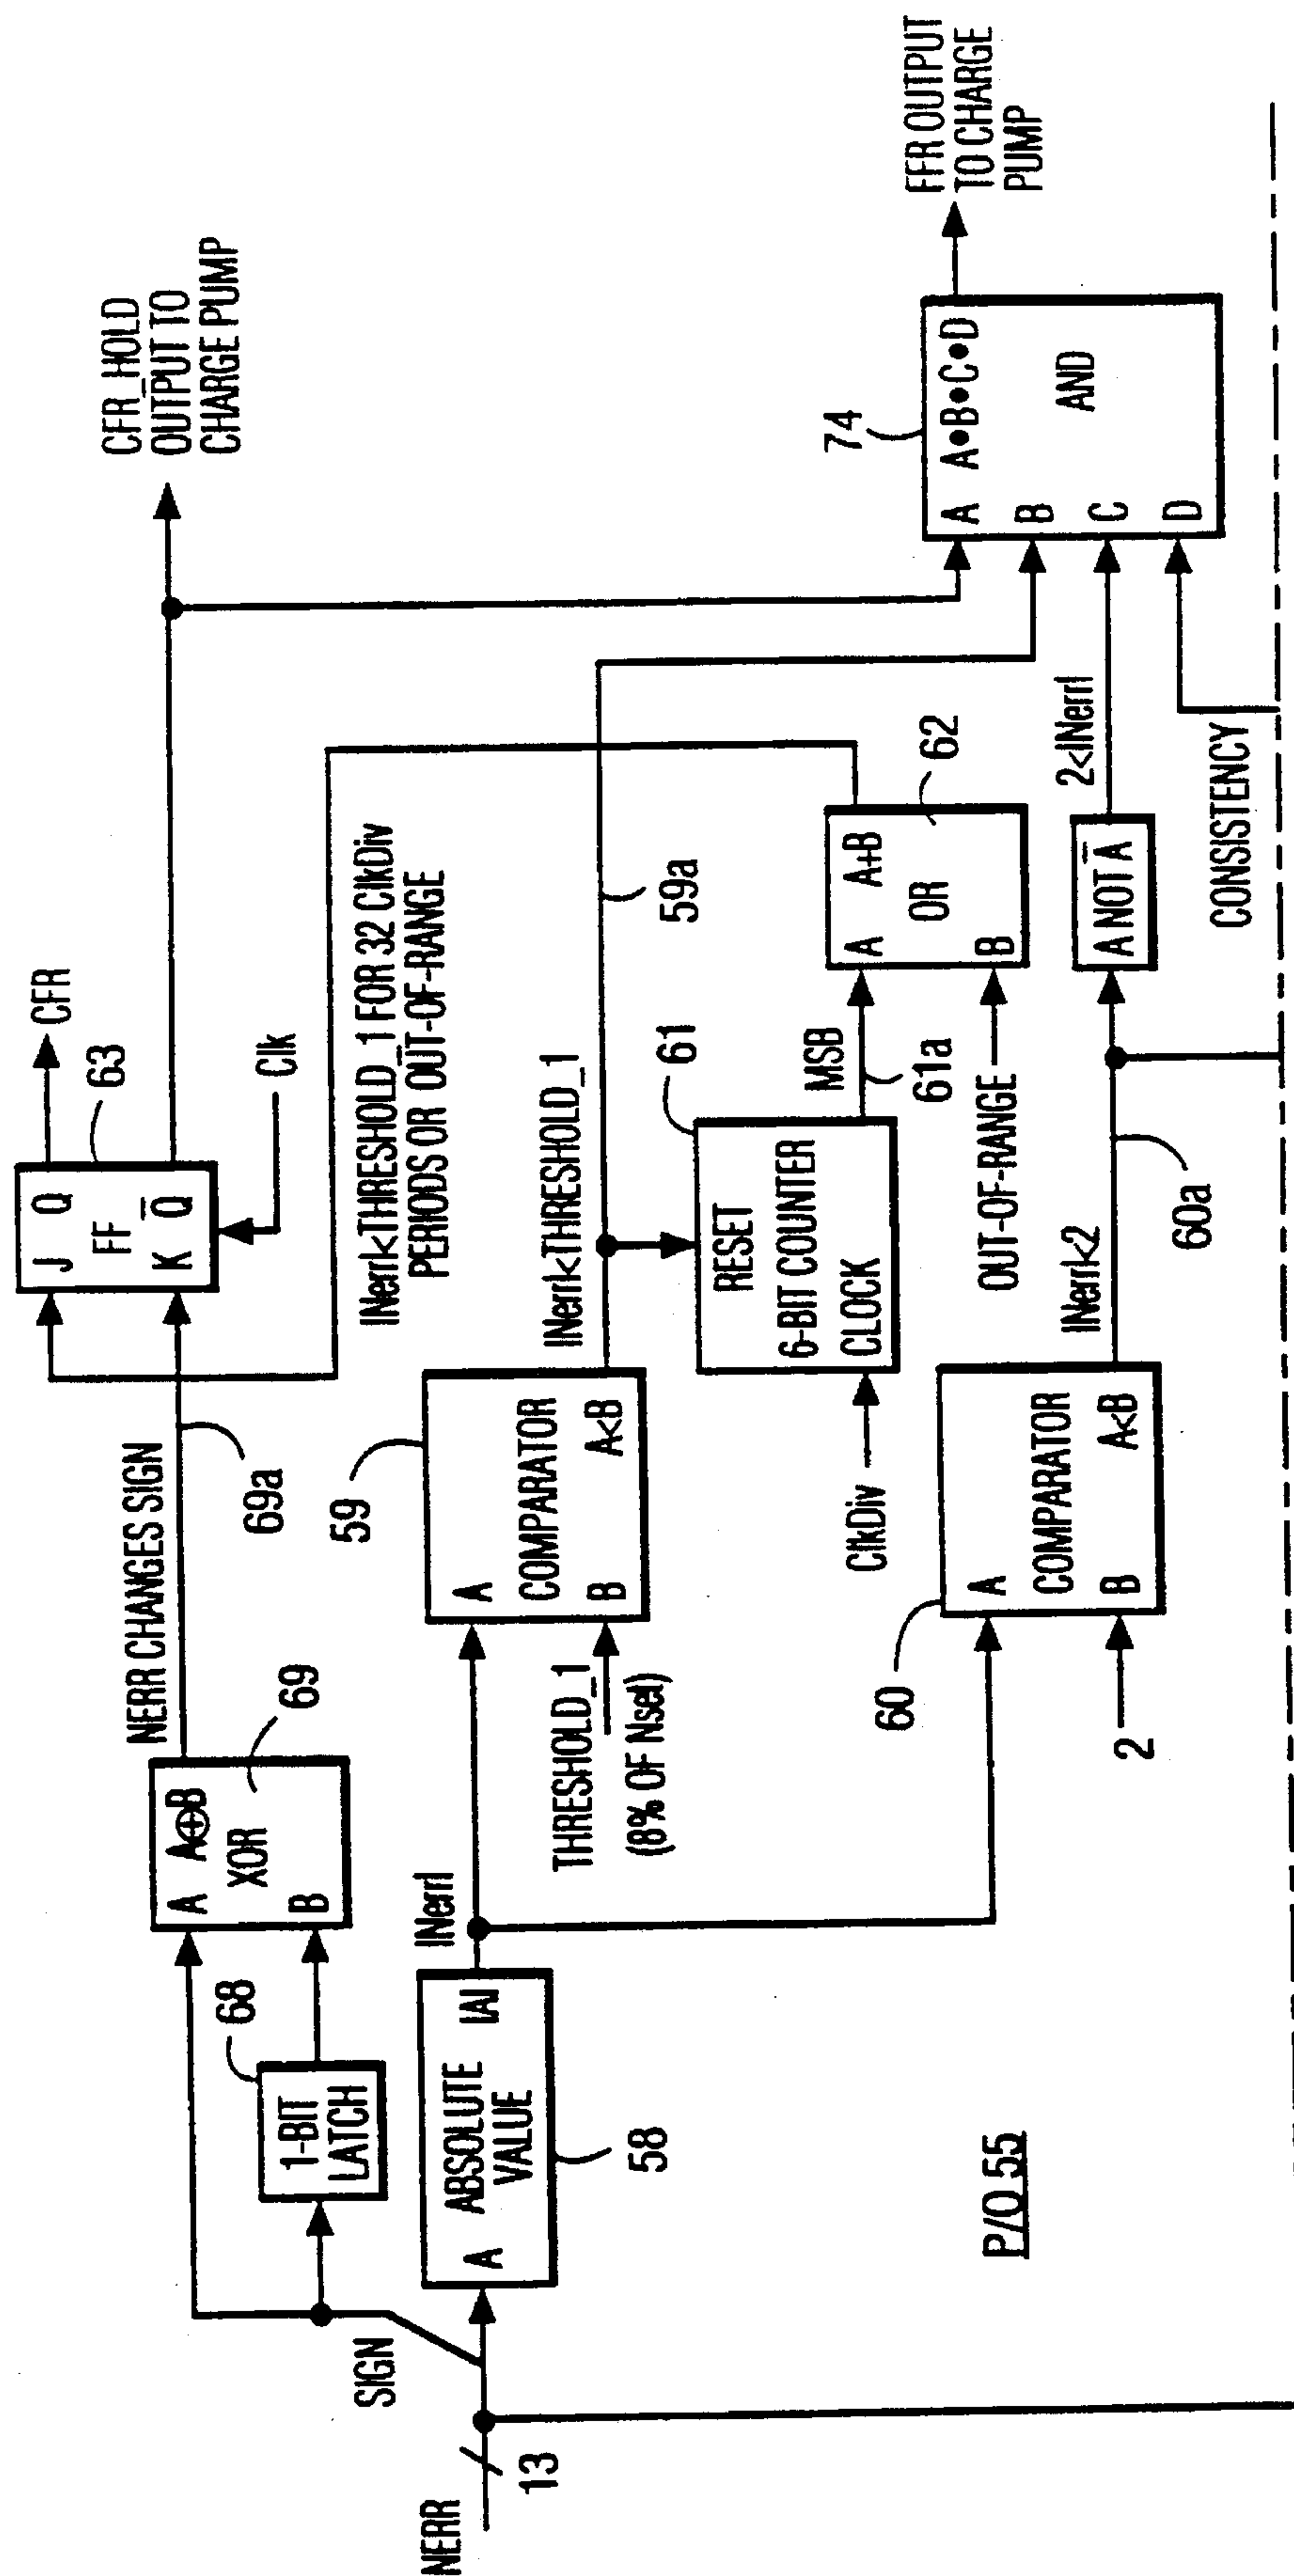 NERR
13
SIGN
1-BIT
LATCH
68
A A⊕B
XOR
B
69
NERR CHANGES SIGN
69a
J Q
FF
K Q̅
63
CFR
Clk
CFR_HOLD
OUTPUT TO
CHARGE PUMP
A ABSOLUTE |A|
VALUE
58
|Nerr|
THRESHOLD_1
(8% OF Nset)
A
COMPARATOR
B A<B
59
|Nerr|<THRESHOLD_1 FOR 32 ClkDiv
PERIODS OR OUT-OF-RANGE
|Nerr|<THRESHOLD_1
59a
RESET
6-BIT COUNTER
CLOCK
61
ClkDiv
MSB
61a
A A+B
OR
B
62
OUT-OF-RANGE
A
COMPARATOR
B A<B
60
2
|Nerr|<2
60a
A NOT A̅
2<|Nerr|
CONSISTENCY
A A•B•C•D
B
AND
C
D
74
FFR OUTPUT
TO CHARGE
PUMP
P/O 55